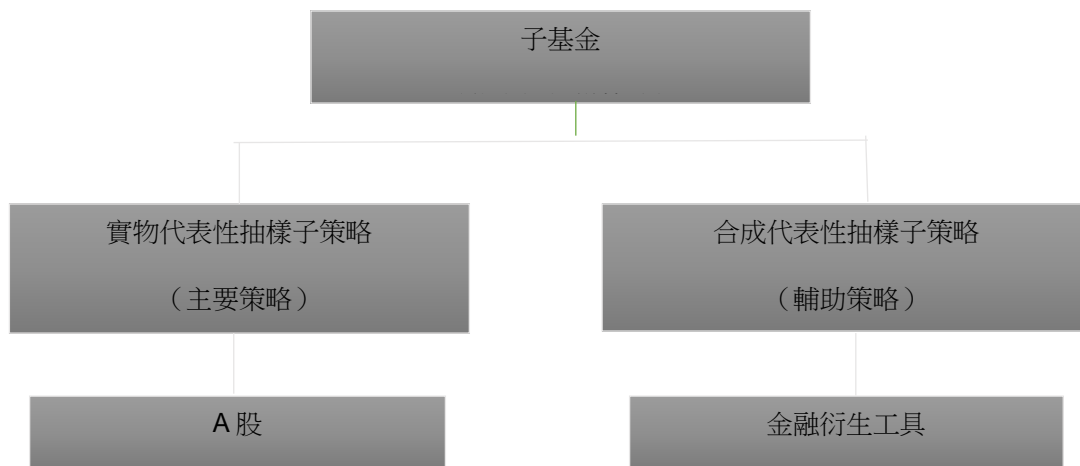 子基金
實物代表性抽樣子策略
（主要策略）
合成代表性抽樣子策略
（輔助策略）
A 股
金融衍生工具